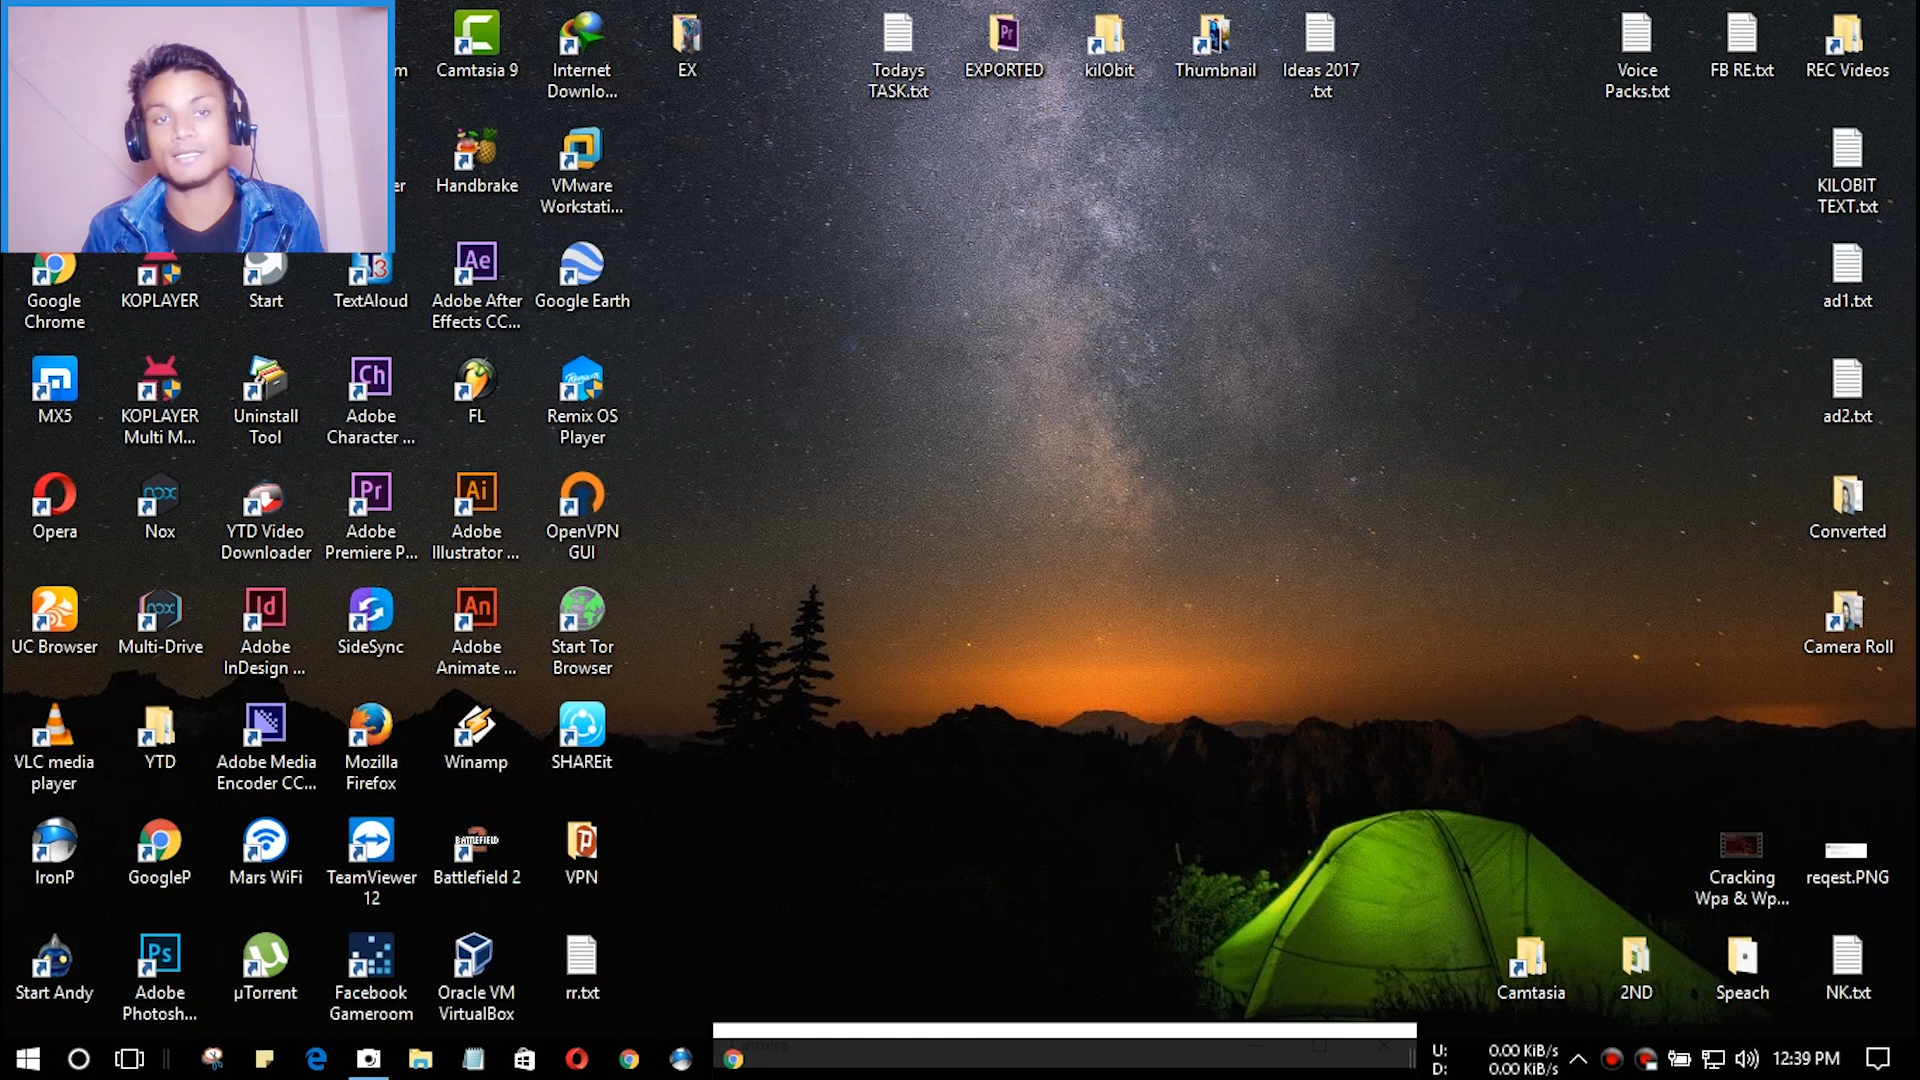 m
Camtasia 9
Internet
Downlo...
EX
Todays
TASK.txt
EXPORTED
kilObit
Thumbnail
Ideas 2017
.txt
Voice
Packs.txt
FB RE.txt
REC Videos
er
Handbrake
VMware
Workstati...
KILOBIT
TEXT.txt
Google
Chrome
KOPLAYER
Start
TextAloud
Adobe After
Effects CC...
Google Earth
ad1.txt
MX5
KOPLAYER
Multi M...
Uninstall
Tool
Adobe
Character ...
FL
Remix OS
Player
ad2.txt
Opera
Nox
YTD Video
Downloader
Adobe
Premiere P...
Adobe
Illustrator ...
OpenVPN
GUI
Converted
UC Browser
Multi-Drive
Adobe
InDesign ...
SideSync
Adobe
Animate ...
Start Tor
Browser
Camera Roll
VLC media
player
YTD
Adobe Media
Encoder CC...
Mozilla
Firefox
Winamp
SHAREit
IronP
GoogleP
Mars WiFi
TeamViewer
12
Battlefield 2
VPN
Cracking
Wpa & Wp...
reqest.PNG
Start Andy
Adobe
Photosh...
µTorrent
Facebook
Gameroom
Oracle VM
VirtualBox
rr.txt
Camtasia
2ND
Speach
NK.txt
U: 0.00 KiB/s
D: 0.00 KiB/s
12:39 PM